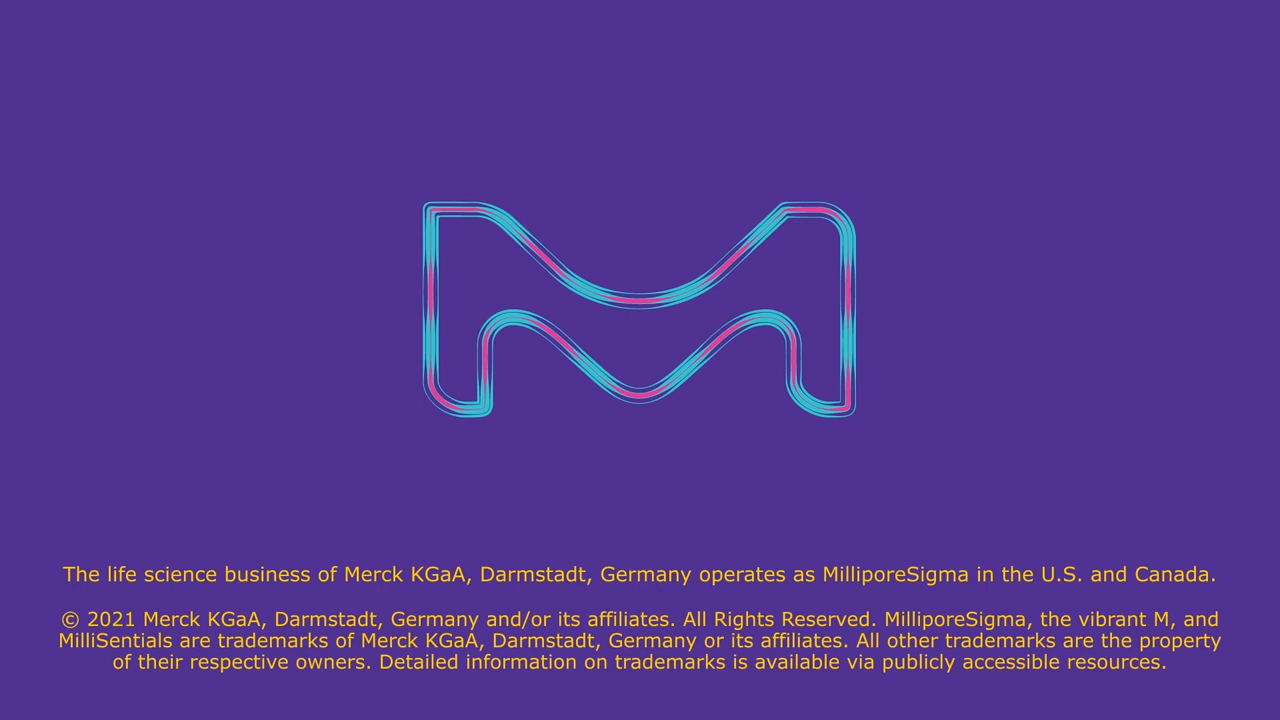 The life science business of Merck KGaA, Darmstadt, Germany operates as MilliporeSigma in the U.S. and Canada.
© 2021 Merck KGaA, Darmstadt, Germany and/or its affiliates. All Rights Reserved. MilliporeSigma, the vibrant M, and
MilliSentials are trademarks of Merck KGaA, Darmstadt, Germany or its affiliates. All other trademarks are the property
of their respective owners. Detailed information on trademarks is available via publicly accessible resources.